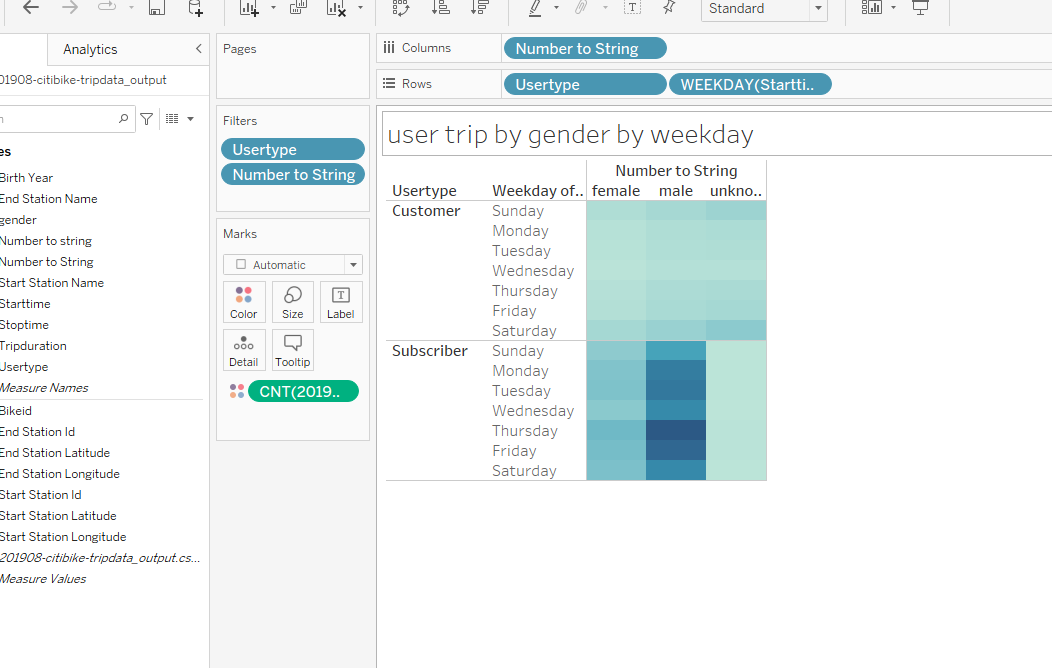 Standard
Analytics
01908-citibike-tripdata_output
es
Birth Year
End Station Name
gender
Number to string
Number to String
Start Station Name
Starttime
Stoptime
Tripduration
Usertype
Measure Names
Bikeid
End Station Id
End Station Latitude
End Station Longitude
Start Station Id
Start Station Latitude
Start Station Longitude
201908-citibike-tripdata_output.cs...
Measure Values
Pages
Filters
Usertype
Number to String
Marks
Automatic
Color Size Label
Detail Tooltip
CNT(2019..
Columns Number to String
Rows Usertype WEEKDAY(Startti..
user trip by gender by weekday
Number to String
Usertype Weekday of.. female male unkno..
Customer Sunday
Monday
Tuesday
Wednesday
Thursday
Friday
Saturday
Subscriber Sunday
Monday
Tuesday
Wednesday
Thursday
Friday
Saturday